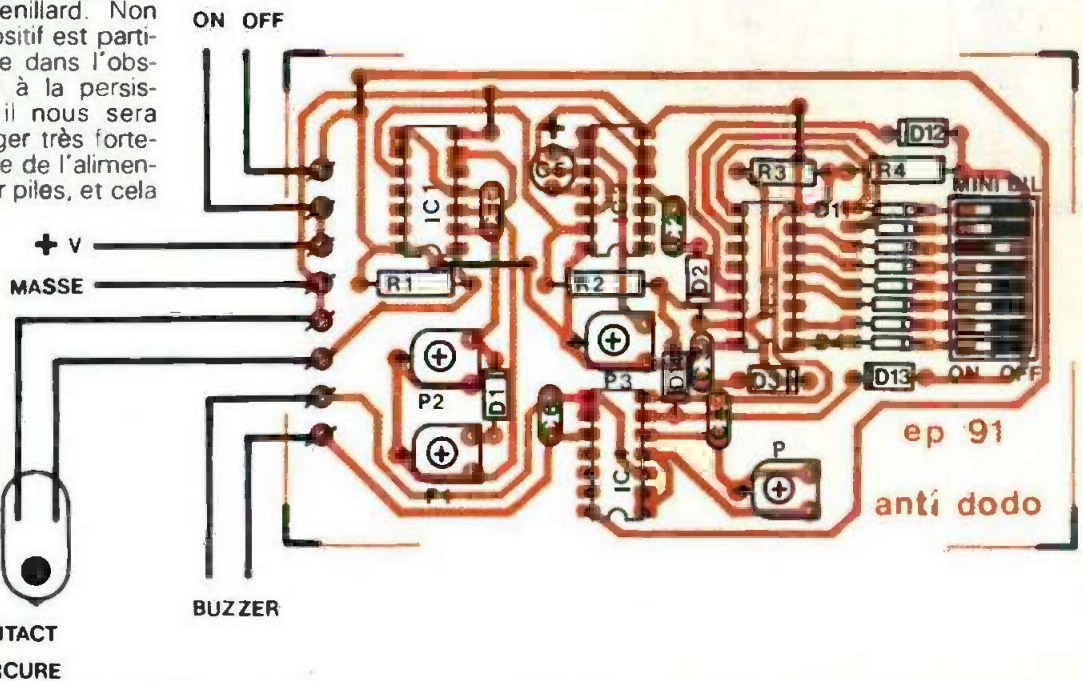 enillard. Non
ositif est parti-
e dans l'obs-
à la persis-
il nous sera
ger très forte-
e de l'alimen-
r piles, et cela
ON OFF
+ V
MASSE
BUZZER
NTACT
RCURE
IC1
R1
P2
D1
R2
P3
D2
R3
R4
D12
D3
D13
MINI DIL
ON OFF
IC
P
ep 91
anti dodo